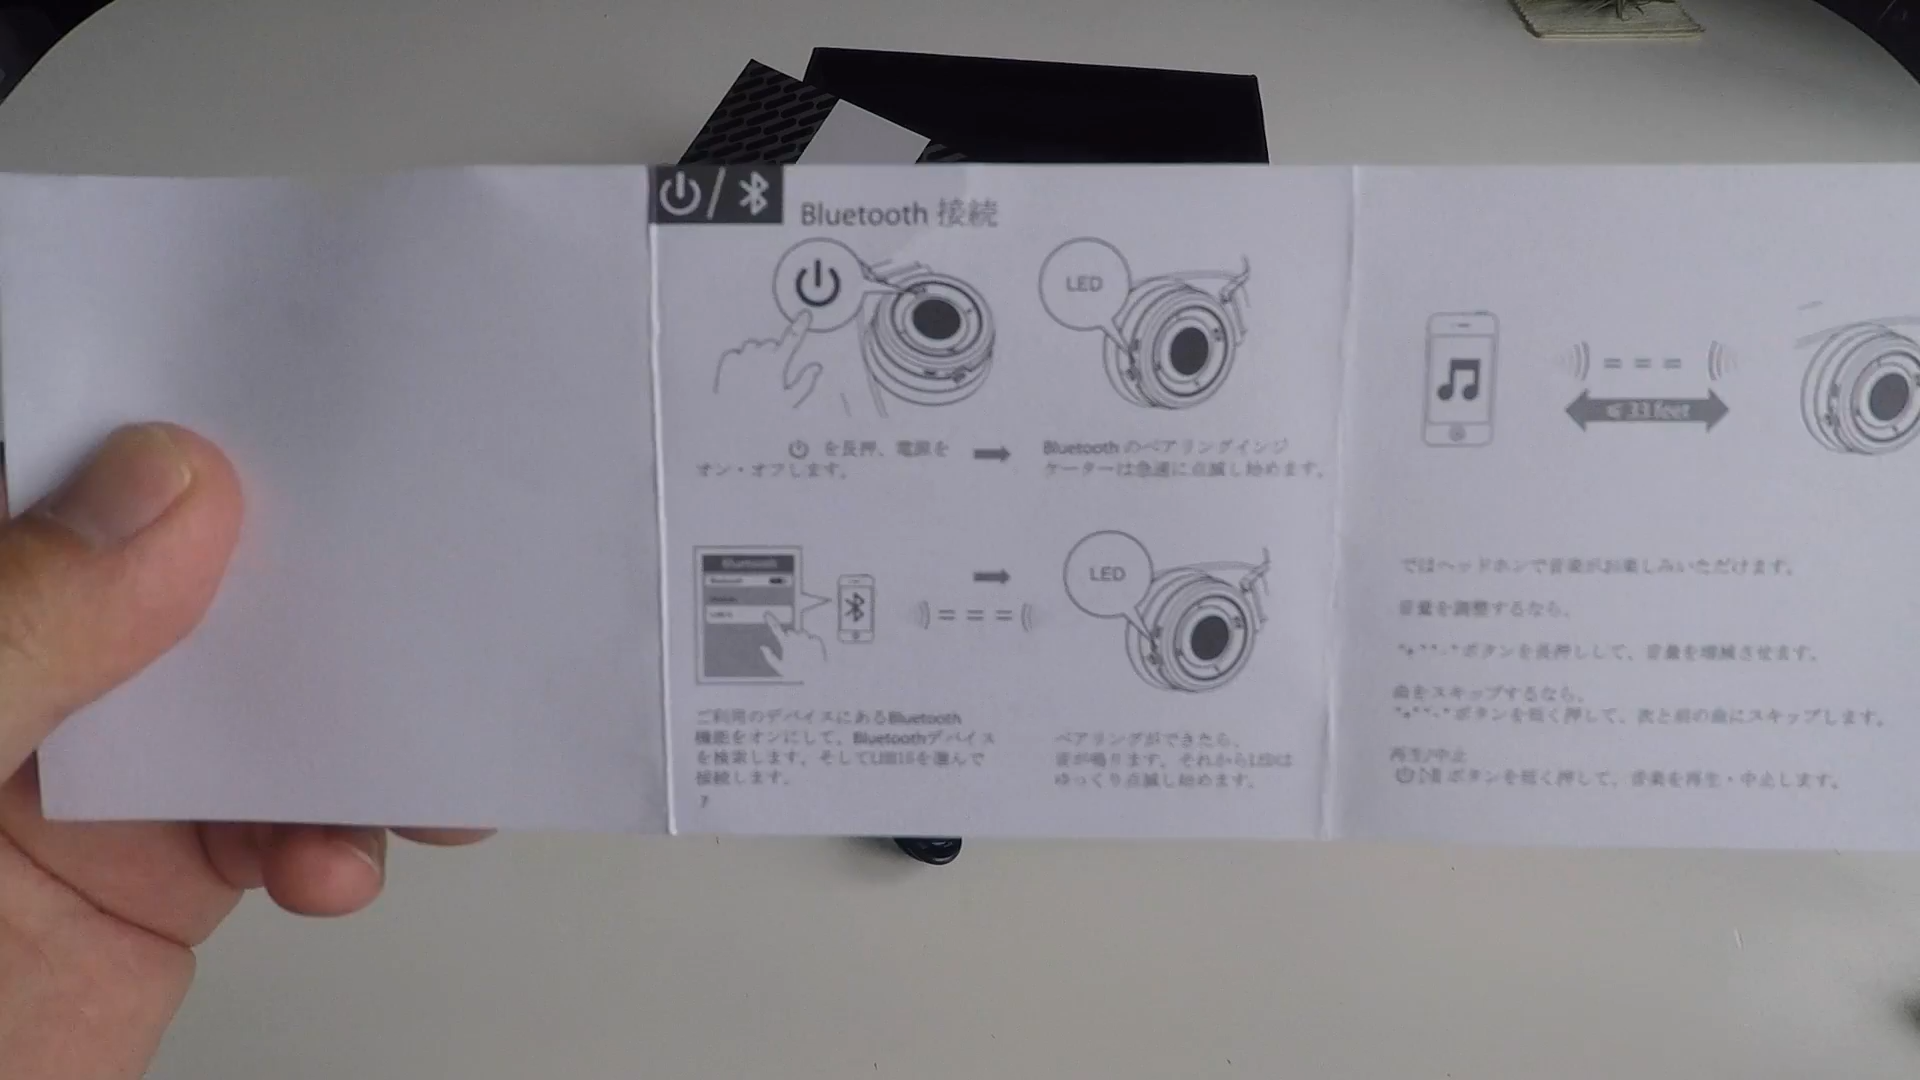 Bluetooth 接続
LED
を長押、電源を
オン・オフします。
Bluetooth のペアリングインジ
ケーターは急速に点滅し始めます。
Bluetooth
Bluetooth
LED
ご利用のデバイスにあるBluetooth
機能をオンにして、Bluetoothデバイス
を検索します。そして を選んで
接続します。
ペアリングができたら、
音が鳴ります。それからLEDは
ゆっくり点滅し始めます。
7
≤ 33 feet
ではヘッドホンで音楽がお楽しみいただけます。
音量を調整するなら、
"+" "-" ボタンを長押しして、音量を増減させます。
曲をスキップするなら、
"+" "-" ボタンを短く押して、次と前の曲にスキップします。
再生/中止
ボタンを短く押して、音楽を再生・中止します。